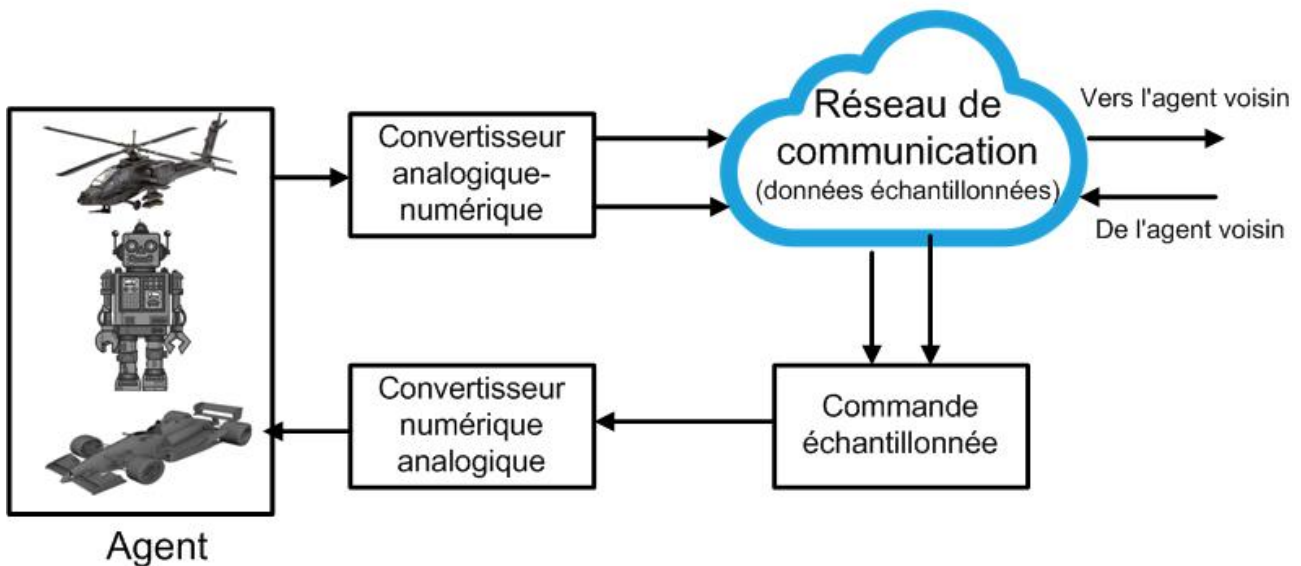 Convertisseur
analogique-
numérique
Réseau de
communication
(données échantillonnées)
Vers l'agent voisin
De l'agent voisin
Convertisseur
numérique
analogique
Commande
échantillonnée
Agent